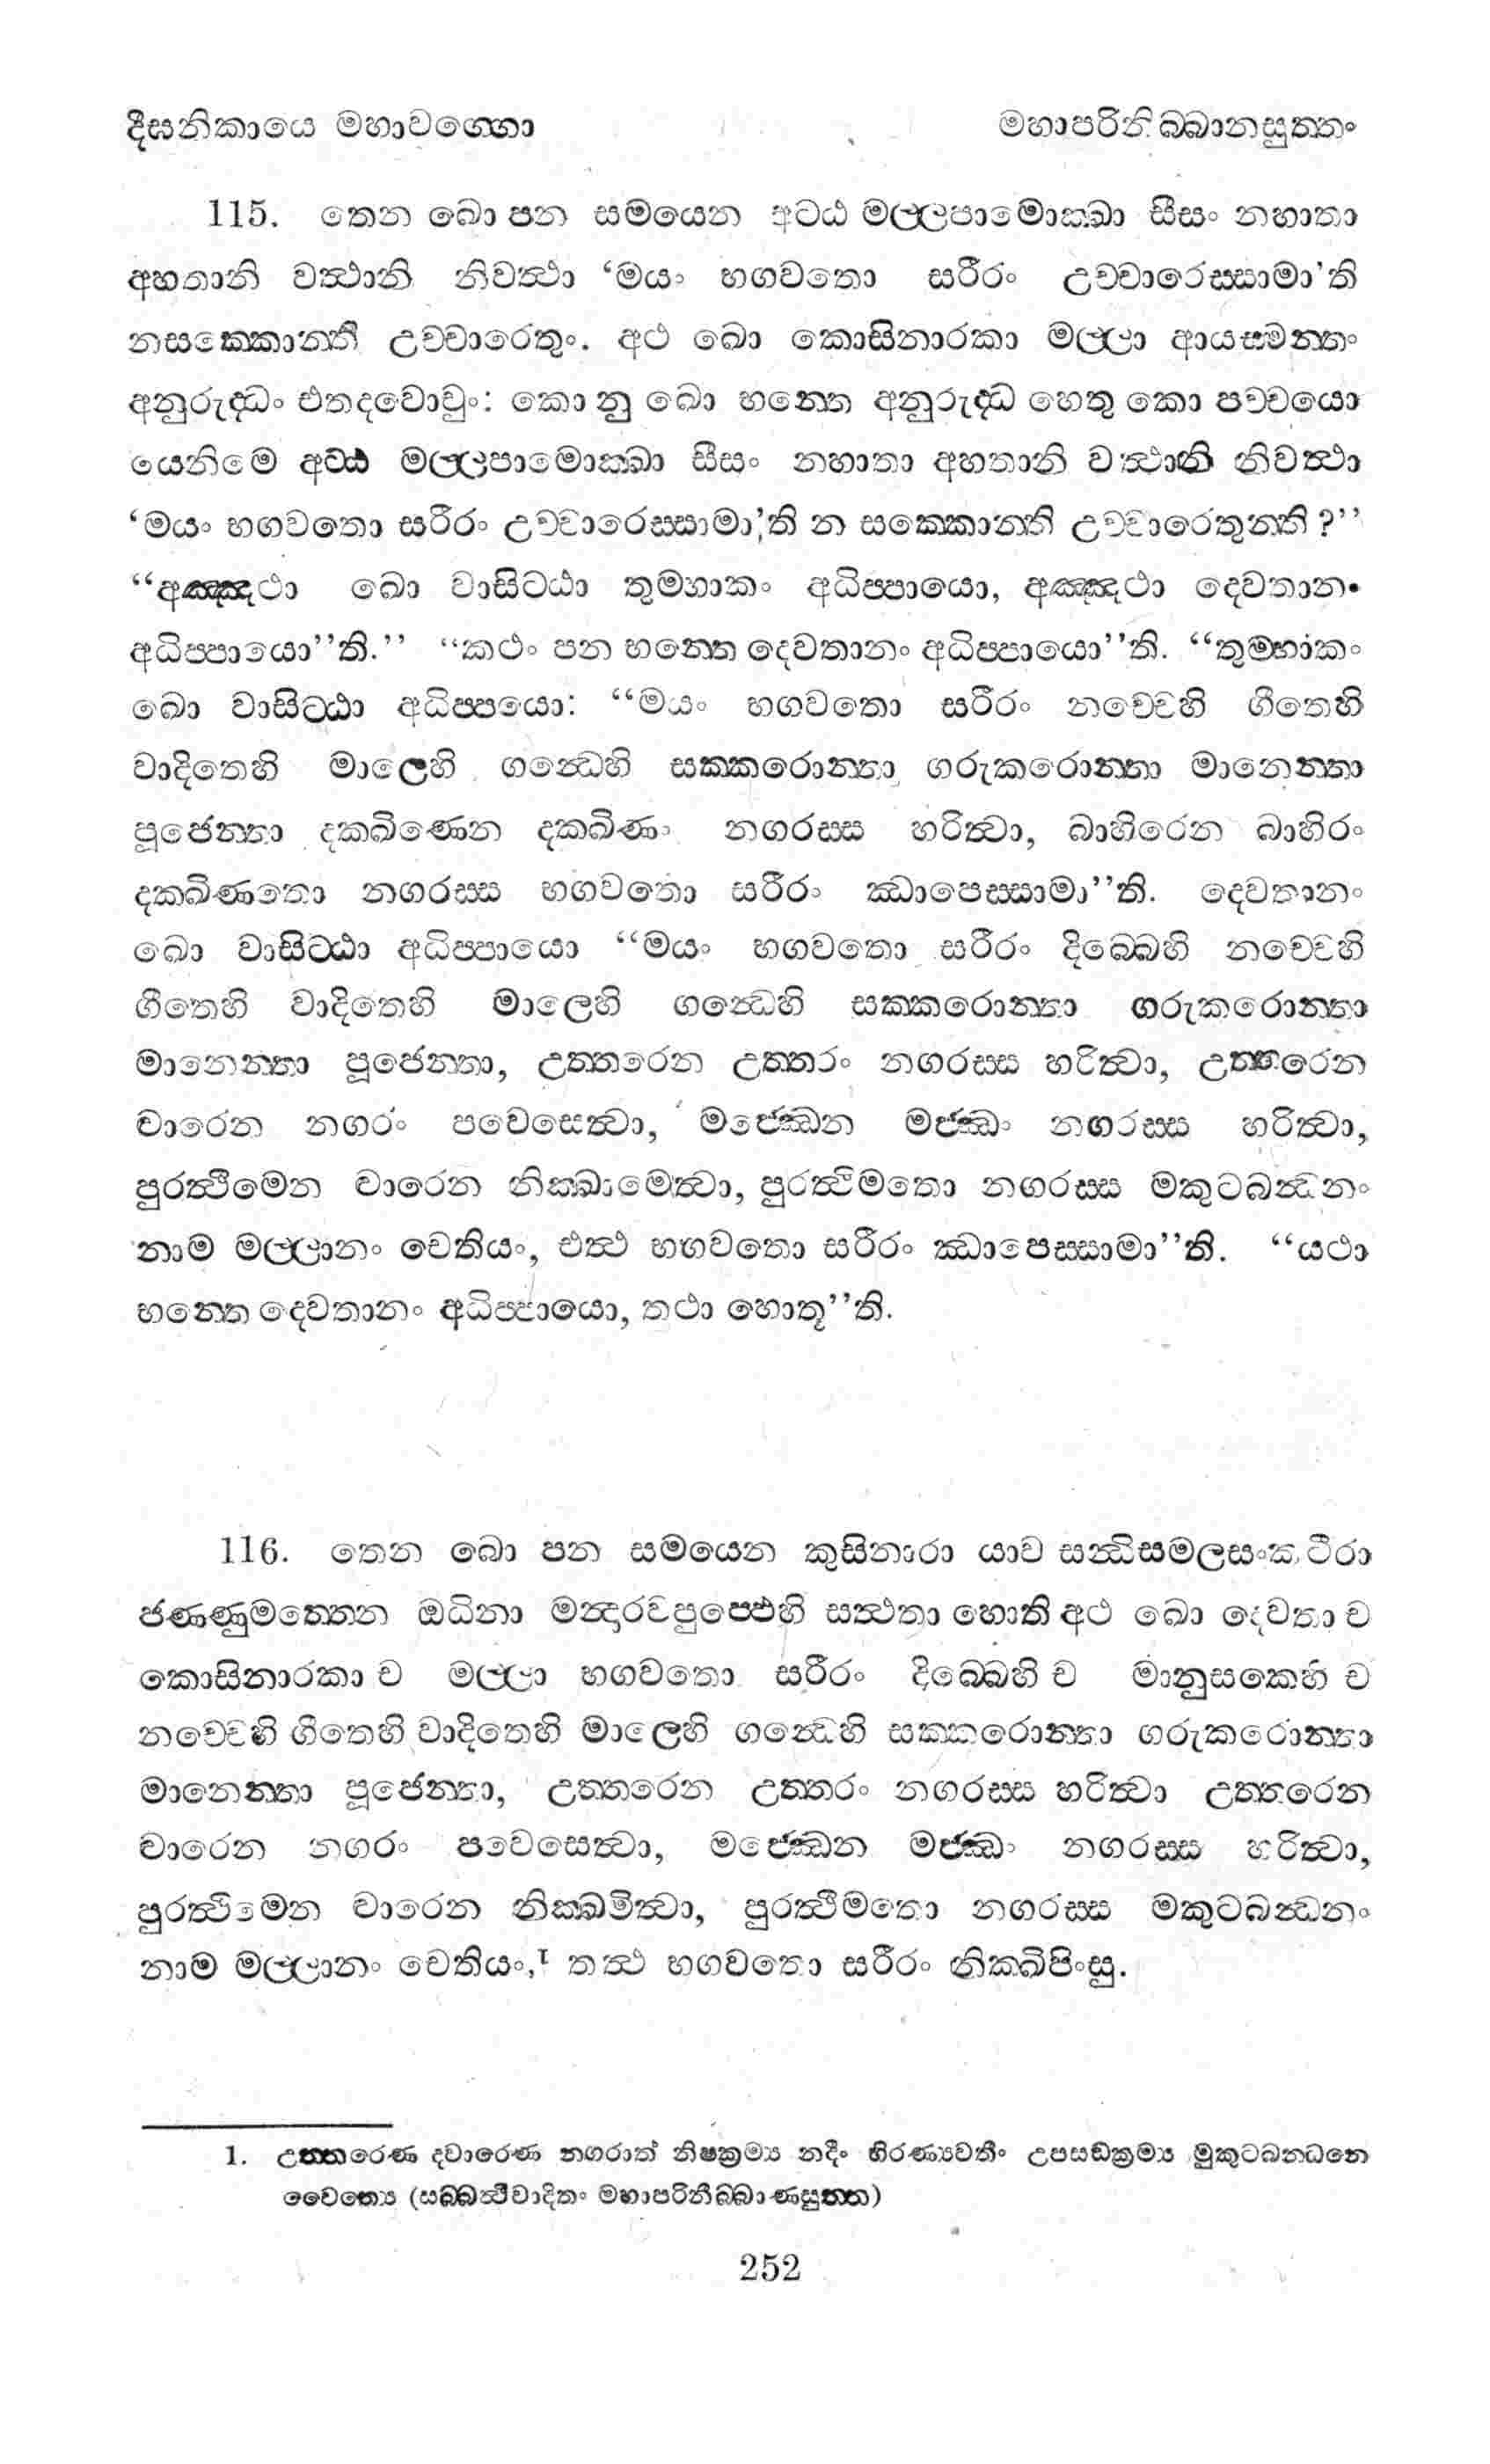 දීඝනිකායෙ මහාවග්ගො මහාපරිනිබ්බානසුත්තං
115. තෙන ඛො පන සමයෙන අට්ඨ මල්ලපාමොක්ඛා සීසං නහාතා
අහතානි වත්ථානි නිවත්ථා ‘මයං භගවතො සරීරං උච්චාරෙස්සාමා’ති
නසක්කොන්ති උච්චාරෙතුං. අථ ඛො කොසිනාරකා මල්ලා ආයස්මන්තං
අනුරුද්ධං එතදවොචුං: කො නු ඛො භන්තෙ අනුරුද්ධ හෙතු කො පච්චයො
යෙනිමෙ අට්ඨ මල්ලපාමොක්ඛා සීසං නහාතා අහතානි වත්ථානි නිවත්ථා
‘මයං භගවතො සරීරං උච්චාරෙස්සාමා’ති න සක්කොන්ති උච්චාරෙතුන්ති?’’
“අඤ්ඤථා ඛො වාසිට්ඨා තුම්හාකං අධිප්පායො, අඤ්ඤථා දෙවතානං
අධිප්පායො’’ති.’’ “කථං පන භන්තෙ දෙවතානං අධිප්පායො’’ති. “තුම්හාකං
ඛො වාසිට්ඨා අධිප්පයො: “මයං භගවතො සරීරං නච්චෙහි ගීතෙහි
වාදිතෙහි මාලෙහි ගන්ධෙහි සක්කරොන්තා ගරුකරොන්තා මානෙන්තා
පූජෙන්තා දක්ඛිණෙන දක්ඛිණං නගරස්ස හරිත්වා, බාහිරෙන බාහිරං
දක්ඛිණතො නගරස්ස භගවතො සරීරං ඣාපෙස්සාමා’’ති. දෙවතානං
ඛො වාසිට්ඨා අධිප්පායො “මයං භගවතො සරීරං දිබ්බෙහි නච්චෙහි
ගීතෙහි වාදිතෙහි මාලෙහි ගන්ධෙහි සක්කරොන්තා ගරුකරොන්තා
මානෙන්තා පූජෙන්තා, උත්තරෙන උත්තරං නගරස්ස හරිත්වා, උත්තරෙන
ද්වාරෙන නගරං පවෙසෙත්වා, මජ්ඣෙන මජ්ඣං නගරස්ස හරිත්වා,
පුරත්ථිමෙන ද්වාරෙන නික්ඛාමෙත්වා, පුරත්ථිමතො නගරස්ස මකුටබන්ධනං
නාම මල්ලානං චෙතියං, එත්ථ භගවතො සරීරං ඣාපෙස්සාමා’’ති. “යථා
භන්තෙ දෙවතානං අධිප්පායො, තථා හොතූ’’ති.
116. තෙන ඛො පන සමයෙන කුසිනාරා යාව සන්ධිසමලසංකටීරා
ජණ්ණුමත්තෙන ඔධිනා මන්දාරවපුප්ඵෙහි සත්ථතා හොති අථ ඛො දෙවතා ච
කොසිනාරකා ච මල්ලා භගවතො සරීරං දිබ්බෙහි ච මානුසකෙහි ච
නච්චෙහි ගීතෙහි වාදිතෙහි මාලෙහි ගන්ධෙහි සක්කරොන්තා ගරුකරොන්තා
මානෙන්තා පූජෙන්තා, උත්තරෙන උත්තරං නගරස්ස හරිත්වා උත්තරෙන
ද්වාරෙන නගරං පවෙසෙත්වා, මජ්ඣෙන මජ්ඣං නගරස්ස හරිත්වා,
පුරත්ථිමෙන ද්වාරෙන නික්ඛමිත්වා, පුරත්ථිමතො නගරස්ස මකුටබන්ධනං
නාම මල්ලානං චෙතියං,1 තත්ථ භගවතො සරීරං නික්ඛිපිංසු.
1. උත්තරෙණ දවාරෙණ නගරාත් නිෂක්‍රම්‍ය නදීං හිරණ්‍යවතීං උපසඞක්‍රම්‍ය මුකුටබනධනෙ
චෛත්‍යෙ (සබ්බත්ථිවාදිනං මහාපරිනිබ්බාණසුත්ත)
252